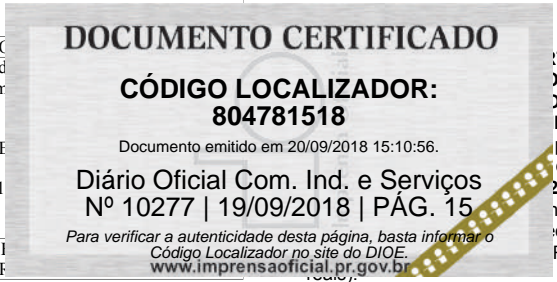 DOCUMENTO CERTIFICADO
CÓDIGO LOCALIZADOR:
804781518
Documento emitido em 20/09/2018 15:10:56.
Diário Oficial Com. Ind. e Serviços
Nº 10277 | 19/09/2018 | PÁG. 15
Para verificar a autenticidade desta página, basta informar o
Código Localizador no site do DIOE.
www.imprensaoficial.pr.gov.br